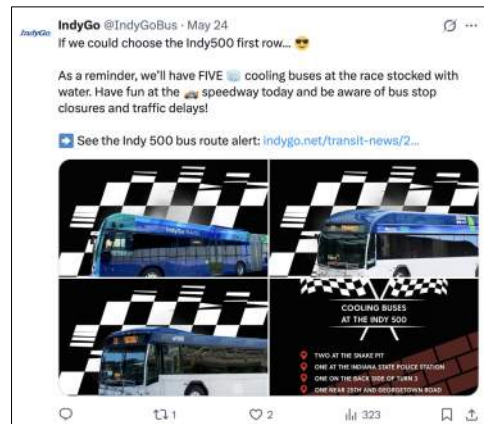 IndyGo
IndyGo @IndyGoBus · May 24
If we could choose the Indy500 first row... 😎
As a reminder, we'll have FIVE 🧊 cooling buses at the race stocked with
water. Have fun at the 🏎️ speedway today and be aware of bus stop
closures and traffic delays!
➡️ See the Indy 500 bus route alert: indygo.net/transit-news/2...
IndyGo
COOLING BUSES
AT THE INDY 500
TWO AT THE SNAKE PIT
ONE AT THE INDIANA STATE POLICE STATION
ONE ON THE BACK SIDE OF TURN 3
ONE NEAR 25TH AND GEORGETOWN ROAD
1
2
323